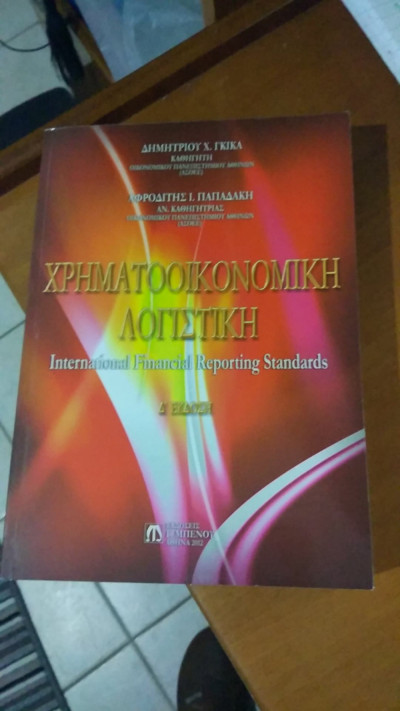 ΔΗΜΗΤΡΙΟΥ Χ. ΓΚΙΚΑ
ΚΑΘΗΓΗΤΗ
ΟΙΚΟΝΟΜΙΚΟΥ ΠΑΝΕΠΙΣΤΗΜΙΟΥ ΑΘΗΝΩΝ
(ΑΣΟΕΕ)
ΑΦΡΟΔΙΤΗΣ Ι. ΠΑΠΑΔΑΚΗ
ΑΝ. ΚΑΘΗΓΗΤΡΙΑΣ
ΟΙΚΟΝΟΜΙΚΟΥ ΠΑΝΕΠΙΣΤΗΜΙΟΥ ΑΘΗΝΩΝ
(ΑΣΟΕΕ)
ΧΡΗΜΑΤΟΟΙΚΟΝΟΜΙΚΗ
ΛΟΓΙΣΤΙΚΗ
International Financial Reporting Standards
Δ΄ ΕΚΔΟΣΗ
ΕΚΔΟΣΕΙΣ
ΜΠΕΝΟΥ
ΑΘΗΝΑ 2012